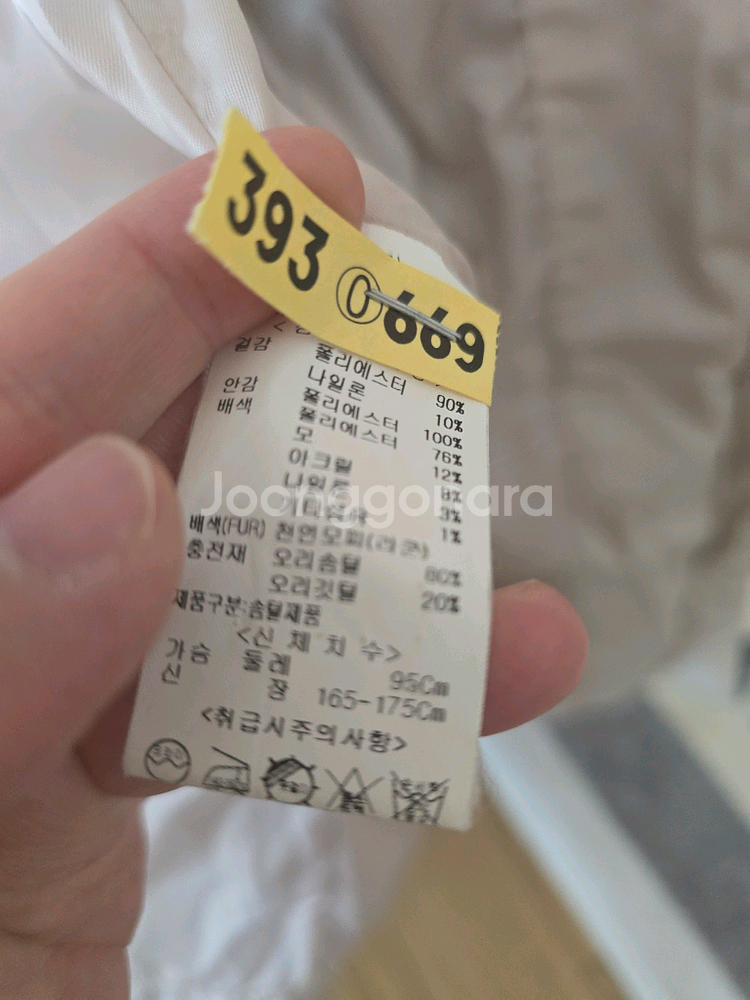 393 0 669
겉감 폴리에스터 90%
나일론 10%
안감 폴리에스터 100%
배색 폴리에스터 76%
모 12%
아크릴 8%
나일론 3%
기타섬유 1%
배색(FUR) 천연모피(라쿤)
충전재 오리솜털 80%
오리깃털 20%
제품구분:솜털제품
<신 체 치 수>
가슴 둘레 95Cm
신 장 165-175Cm
<취급시주의사항>
Joonggonara